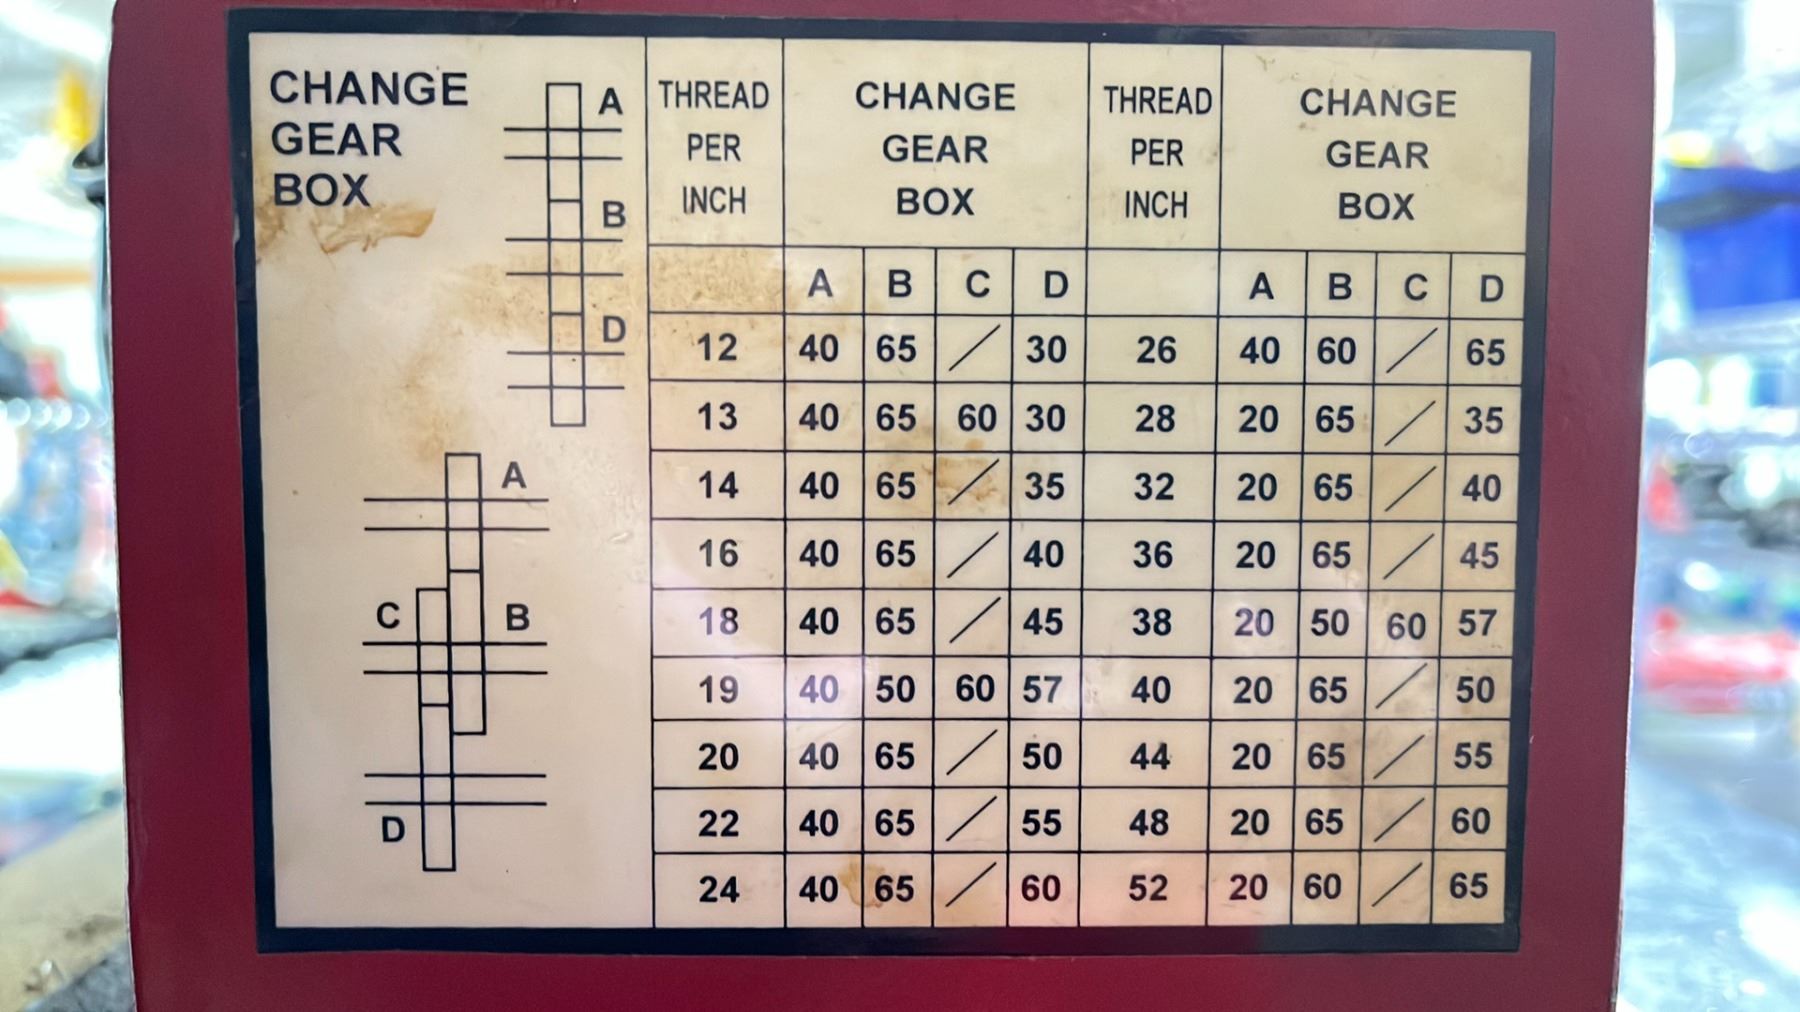 CHANGE
GEAR
BOX
A
B
D
A
C B
D
THREAD PER INCH CHANGE GEAR BOX THREAD PER INCH CHANGE GEAR BOX
A B C D A B C D
12 40 65 / 30 26 40 60 / 65
13 40 65 60 30 28 20 65 / 35
14 40 65 / 35 32 20 65 / 40
16 40 65 / 40 36 20 65 / 45
18 40 65 / 45 38 20 50 60 57
19 40 50 60 57 40 20 65 / 50
20 40 65 / 50 44 20 65 / 55
22 40 65 / 55 48 20 65 / 60
24 40 65 / 60 52 20 60 / 65